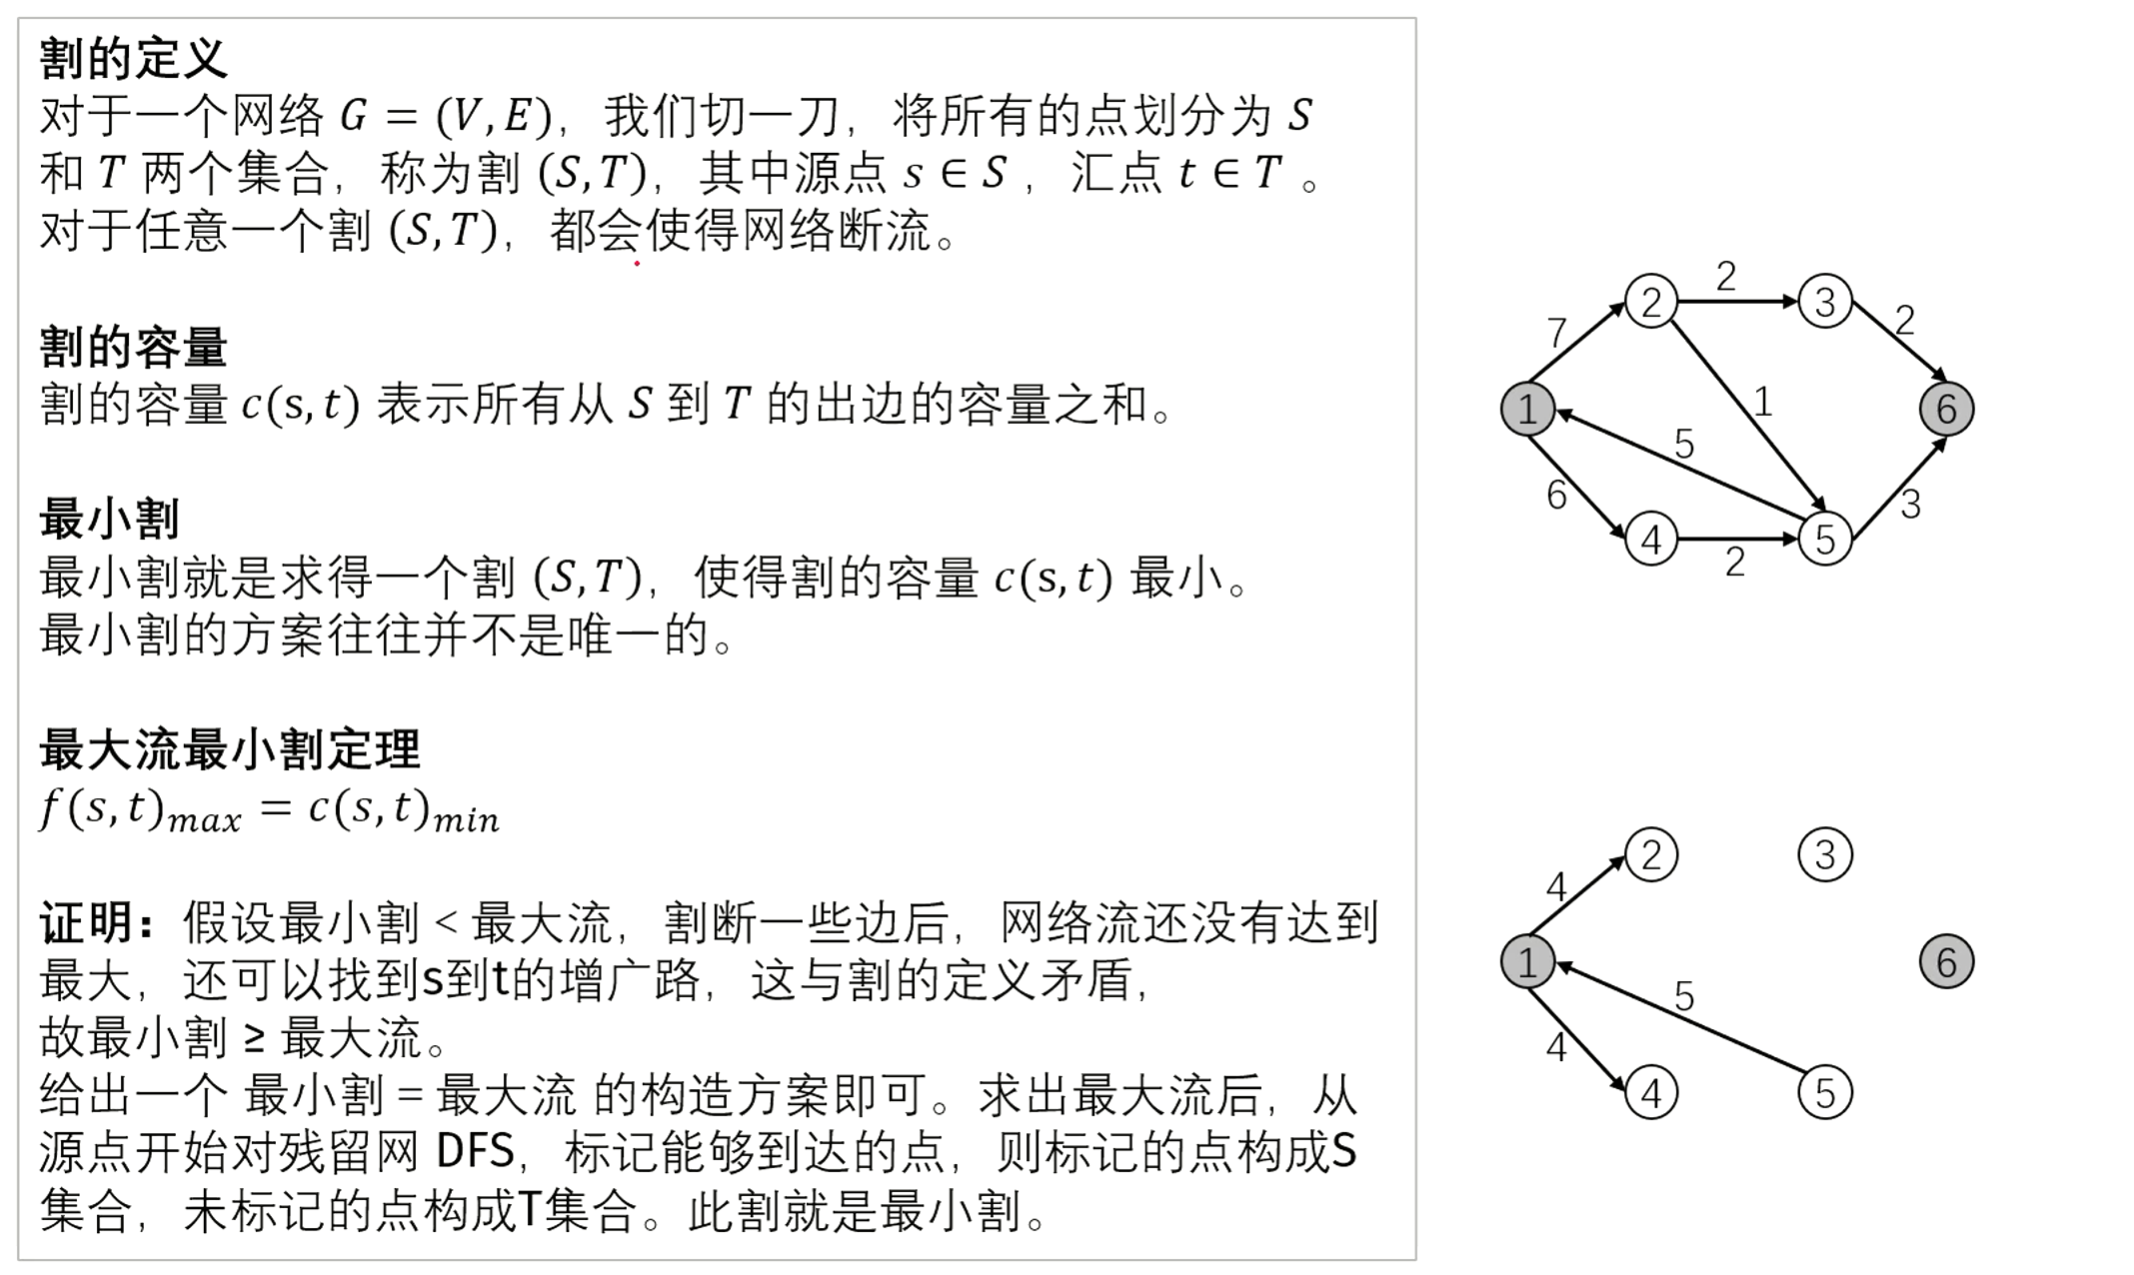 割的定义
对于一个网络 G = (V, E)，我们切一刀，将所有的点划分为 S
和 T 两个集合，称为割 (S, T)，其中源点 s ∈ S ，汇点 t ∈ T 。
对于任意一个割 (S, T)，都会使得网络断流。
割的容量
割的容量 c(s, t) 表示所有从 S 到 T 的出边的容量之和。
最小割
最小割就是求得一个割 (S, T)，使得割的容量 c(s, t) 最小。
最小割的方案往往并不是唯一的。
最大流最小割定理
f(s, t)max = c(s, t)min
证明：假设最小割 < 最大流，割断一些边后，网络流还没有达到
最大，还可以找到s到t的增广路，这与割的定义矛盾，
故最小割 ≥ 最大流。
给出一个 最小割 = 最大流 的构造方案即可。求出最大流后，从
源点开始对残留网 DFS，标记能够到达的点，则标记的点构成S
集合，未标记的点构成T集合。此割就是最小割。
2
2 3
7 2
1
1 6
5
6 3
4 5
2
2 3
4
1 6
5
4
4 5